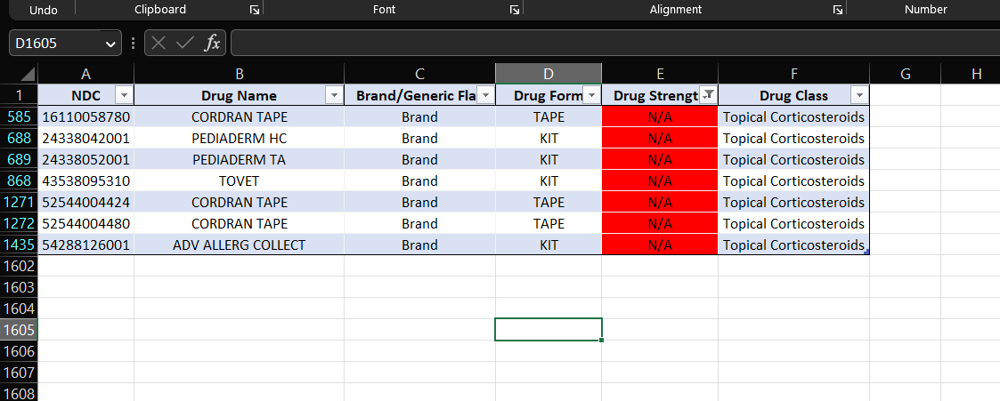 Undo Clipboard Font Alignment Number
D1605 fx
A B C D E F G H
1 NDC Drug Name Brand/Generic Fla Drug Form Drug Strengt Drug Class
585 16110058780 CORDRAN TAPE Brand TAPE N/A Topical Corticosteroids
688 24338042001 PEDIADERM HC Brand KIT N/A Topical Corticosteroids
689 24338052001 PEDIADERM TA Brand KIT N/A Topical Corticosteroids
868 43538095310 TOVET Brand KIT N/A Topical Corticosteroids
1271 52544004424 CORDRAN TAPE Brand TAPE N/A Topical Corticosteroids
1272 52544004480 CORDRAN TAPE Brand TAPE N/A Topical Corticosteroids
1435 54288126001 ADV ALLERG COLLECT Brand KIT N/A Topical Corticosteroids
1602
1603
1604
1605
1606
1607
1608